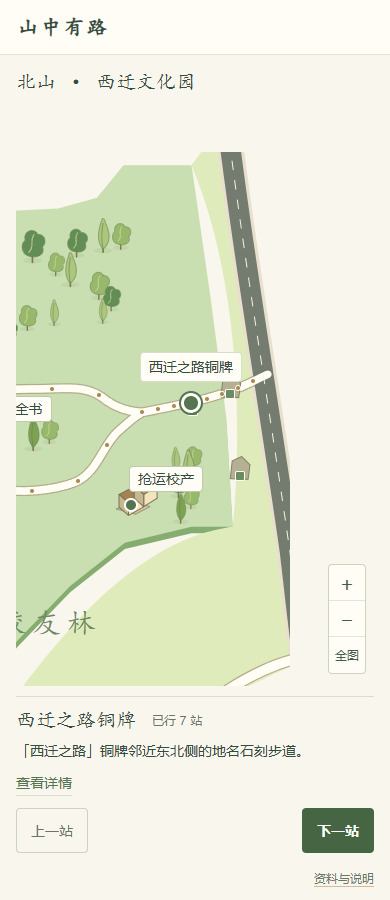 山中有路
北山 • 西迁文化园
西迁之路铜牌
全书
抢运校产
友林
+
−
全图
西迁之路铜牌 已行 7 站
「西迁之路」铜牌邻近东北侧的地名石刻步道。
查看详情
上一站
下一站
资料与说明